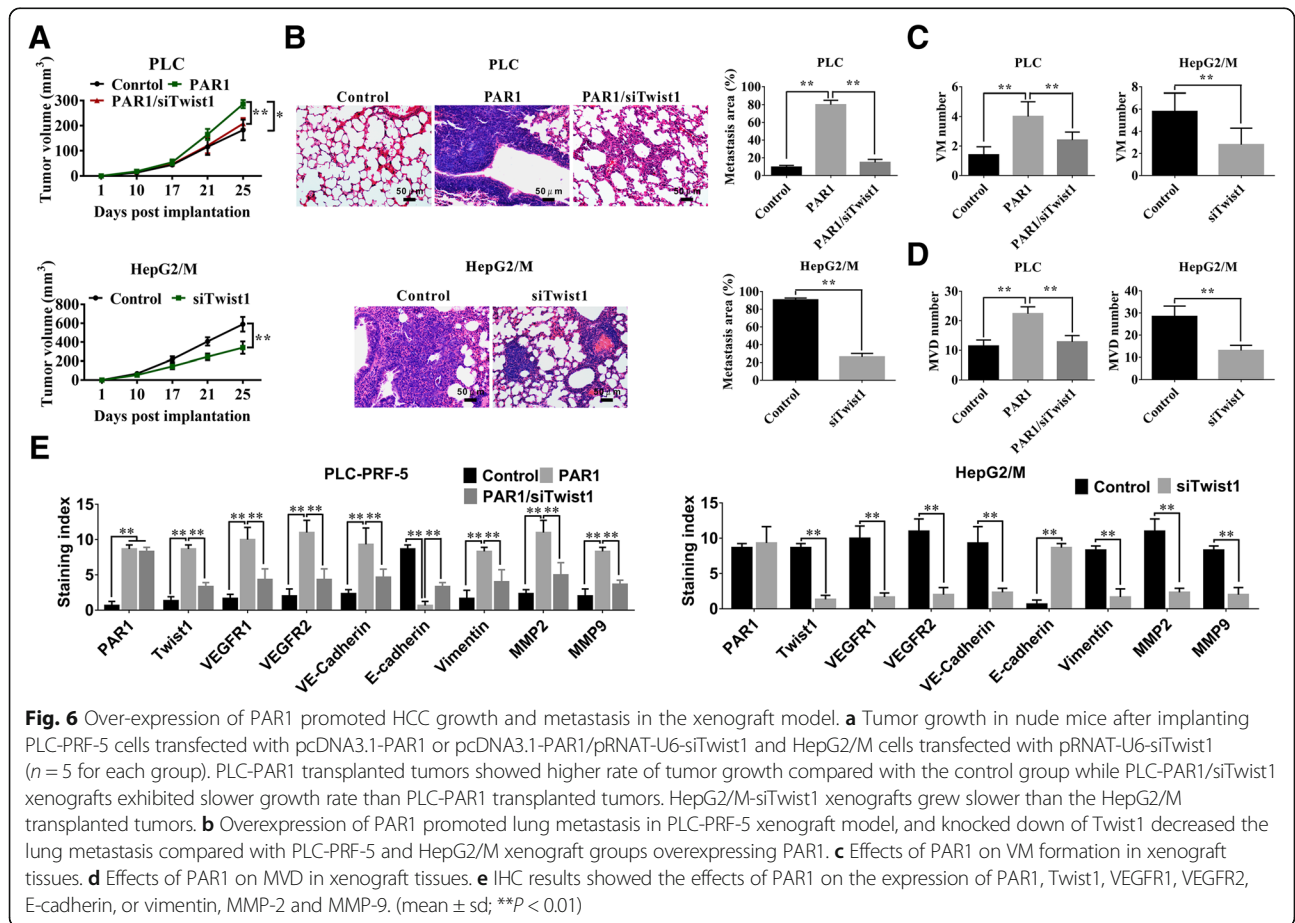 A
PLC
Conrtol PAR1
PAR1/siTwist1
Tumor volume (mm3)
300
200
100
0
** *
1 10 17 21 25
Days post implantation
HepG2/M
Control siTwist1
Tumor volume (mm3)
800
600
400
200
0
**
1 10 17 21 25
Days post implantation
B
PLC
Control PAR1 PAR1/siTwist1
50 μm 50 μm 50 μm
PLC
Metastasis area (%)
100
80
60
40
20
0
** **
Control PAR1 PAR1/siTwist1
HepG2/M
Control siTwist1
50 μm 50 μm
HepG2/M
Metastasis area (%)
100
80
60
40
20
0
**
Control siTwist1
C
PLC
VM number
6
4
2
0
** **
Control PAR1 PAR1/siTwist1
HepG2/M
VM number
8
6
4
2
0
**
Control siTwist1
D
PLC
MVD number
30
20
10
0
** **
Control PAR1 PAR1/siTwist1
HepG2/M
MVD number
40
30
20
10
0
**
Control siTwist1
E
PLC-PRF-5
Control PAR1
PAR1/siTwist1
Staining index
15
10
5
0
** ** ** ** ** ** ** ** ** ** ** ** ** ** ** ** **
PAR1 Twist1 VEGFR1 VEGFR2 VE-Cadherin E-cadherin Vimentin MMP2 MMP9
HepG2/M
Control siTwist1
Staining index
15
10
5
0
** ** ** ** ** ** ** **
PAR1 Twist1 VEGFR1 VEGFR2 VE-Cadherin E-cadherin Vimentin MMP2 MMP9
Fig. 6 Over-expression of PAR1 promoted HCC growth and metastasis in the xenograft model. a Tumor growth in nude mice after implanting
PLC-PRF-5 cells transfected with pcDNA3.1-PAR1 or pcDNA3.1-PAR1/pRNAT-U6-siTwist1 and HepG2/M cells transfected with pRNAT-U6-siTwist1
(n = 5 for each group). PLC-PAR1 transplanted tumors showed higher rate of tumor growth compared with the control group while PLC-PAR1/siTwist1
xenografts exhibited slower growth rate than PLC-PAR1 transplanted tumors. HepG2/M-siTwist1 xenografts grew slower than the HepG2/M
transplanted tumors. b Overexpression of PAR1 promoted lung metastasis in PLC-PRF-5 xenograft model, and knocked down of Twist1 decreased the
lung metastasis compared with PLC-PRF-5 and HepG2/M xenograft groups overexpressing PAR1. c Effects of PAR1 on VM formation in xenograft
tissues. d Effects of PAR1 on MVD in xenograft tissues. e IHC results showed the effects of PAR1 on the expression of PAR1, Twist1, VEGFR1, VEGFR2,
E-cadherin, or vimentin, MMP-2 and MMP-9. (mean ± sd; **P < 0.01)